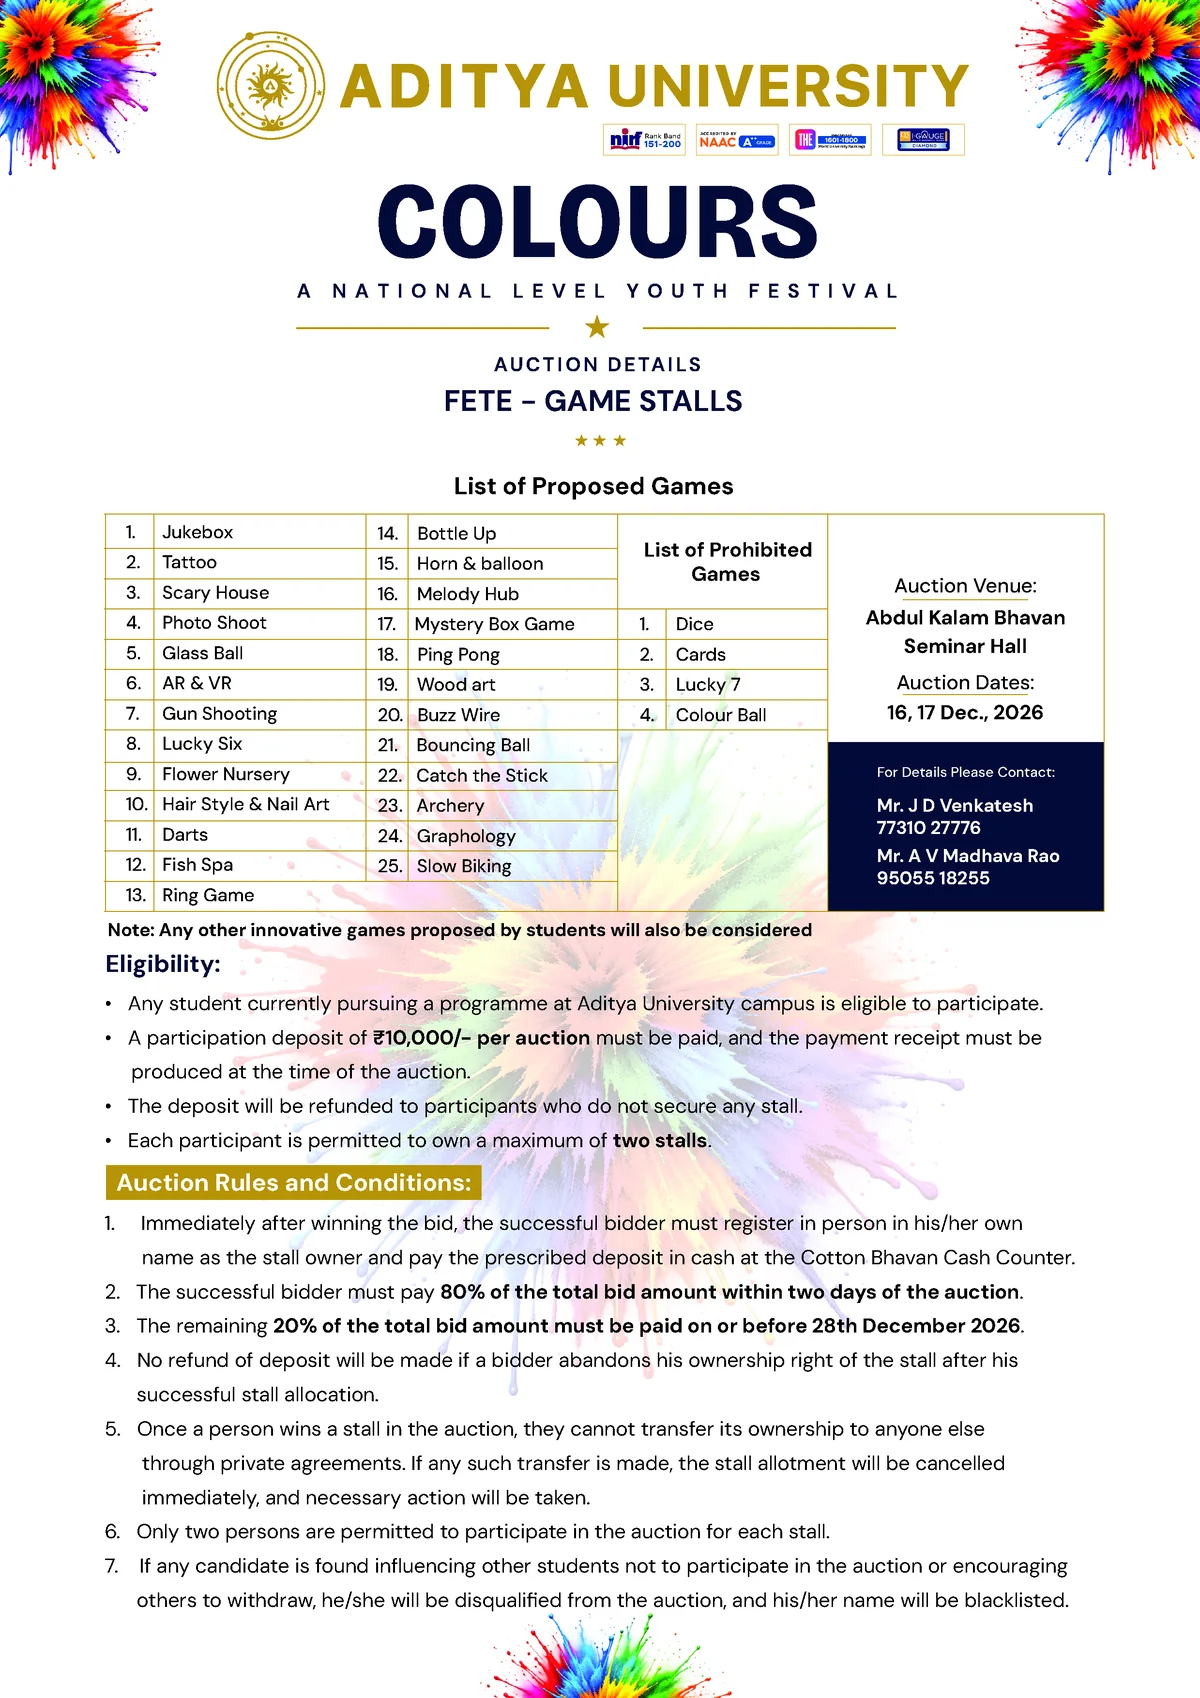 ADITYA UNIVERSITY
nirf Rank Band 151-200
ACCREDITED BY NAAC A++ GRADE
THE 1601-1800 World University Rankings
I·GAUGE DIAMOND
COLOURS
A NATIONAL LEVEL YOUTH FESTIVAL
AUCTION DETAILS
FETE - GAME STALLS
List of Proposed Games
1. Jukebox
2. Tattoo
3. Scary House
4. Photo Shoot
5. Glass Ball
6. AR & VR
7. Gun Shooting
8. Lucky Six
9. Flower Nursery
10. Hair Style & Nail Art
11. Darts
12. Fish Spa
13. Ring Game
14. Bottle Up
15. Horn & balloon
16. Melody Hub
17. Mystery Box Game
18. Ping Pong
19. Wood art
20. Buzz Wire
21. Bouncing Ball
22. Catch the Stick
23. Archery
24. Graphology
25. Slow Biking
List of Prohibited
Games
1. Dice
2. Cards
3. Lucky 7
4. Colour Ball
Auction Venue:
Abdul Kalam Bhavan
Seminar Hall
Auction Dates:
16, 17 Dec., 2026
For Details Please Contact:
Mr. J D Venkatesh
77310 27776
Mr. A V Madhava Rao
95055 18255
Note: Any other innovative games proposed by students will also be considered
Eligibility:
• Any student currently pursuing a programme at Aditya University campus is eligible to participate.
• A participation deposit of ₹10,000/- per auction must be paid, and the payment receipt must be
produced at the time of the auction.
• The deposit will be refunded to participants who do not secure any stall.
• Each participant is permitted to own a maximum of two stalls.
Auction Rules and Conditions:
1. Immediately after winning the bid, the successful bidder must register in person in his/her own
name as the stall owner and pay the prescribed deposit in cash at the Cotton Bhavan Cash Counter.
2. The successful bidder must pay 80% of the total bid amount within two days of the auction.
3. The remaining 20% of the total bid amount must be paid on or before 28th December 2026.
4. No refund of deposit will be made if a bidder abandons his ownership right of the stall after his
successful stall allocation.
5. Once a person wins a stall in the auction, they cannot transfer its ownership to anyone else
through private agreements. If any such transfer is made, the stall allotment will be cancelled
immediately, and necessary action will be taken.
6. Only two persons are permitted to participate in the auction for each stall.
7. If any candidate is found influencing other students not to participate in the auction or encouraging
others to withdraw, he/she will be disqualified from the auction, and his/her name will be blacklisted.